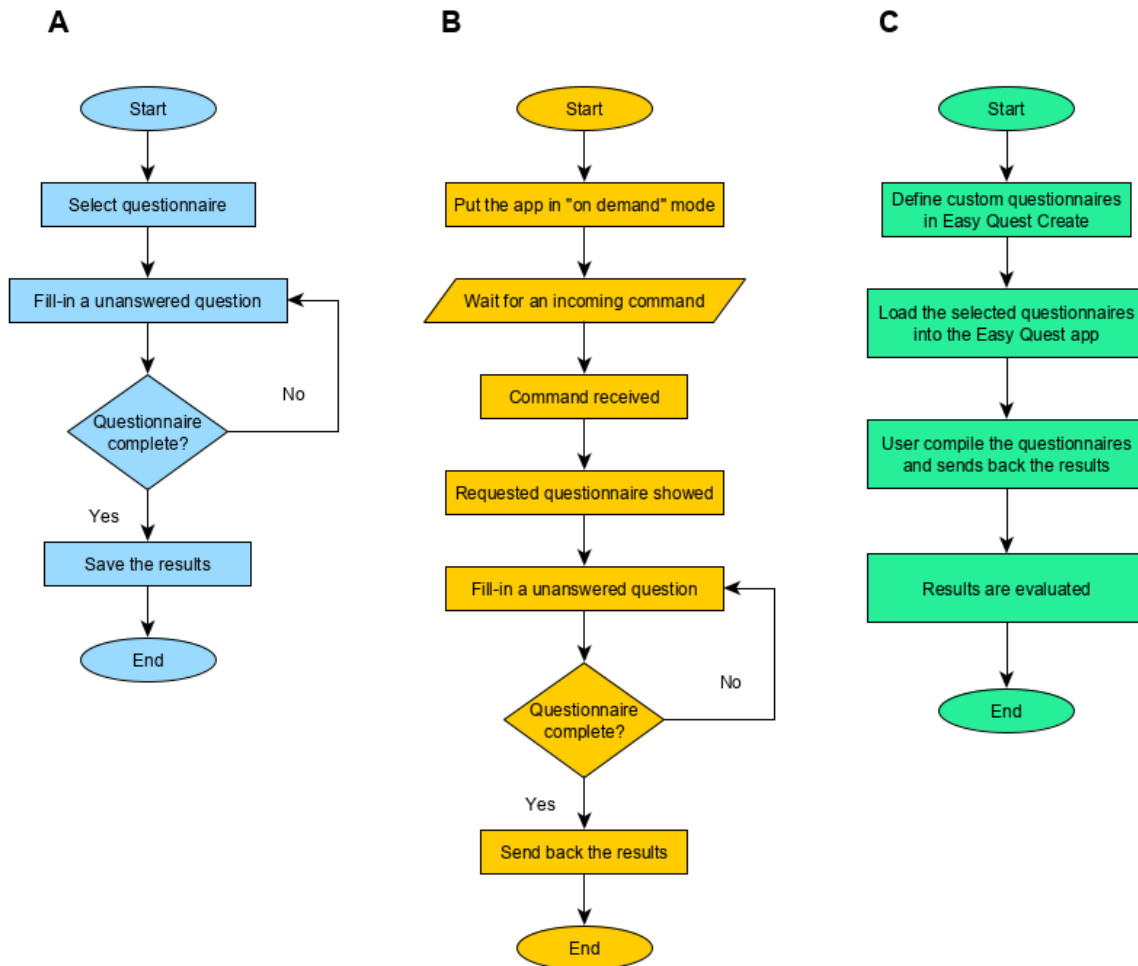 A
Start
Select questionnaire
Fill-in a unanswered question
No
Questionnaire
complete?
Yes
Save the results
End
B
Start
Put the app in "on demand" mode
Wait for an incoming command
Command received
Requested questionnaire showed
Fill-in a unanswered question
No
Questionnaire
complete?
Yes
Send back the results
End
C
Start
Define custom questionnaires
in Easy Quest Create
Load the selected questionnaires
into the Easy Quest app
User compile the questionnaires
and sends back the results
Results are evaluated
End